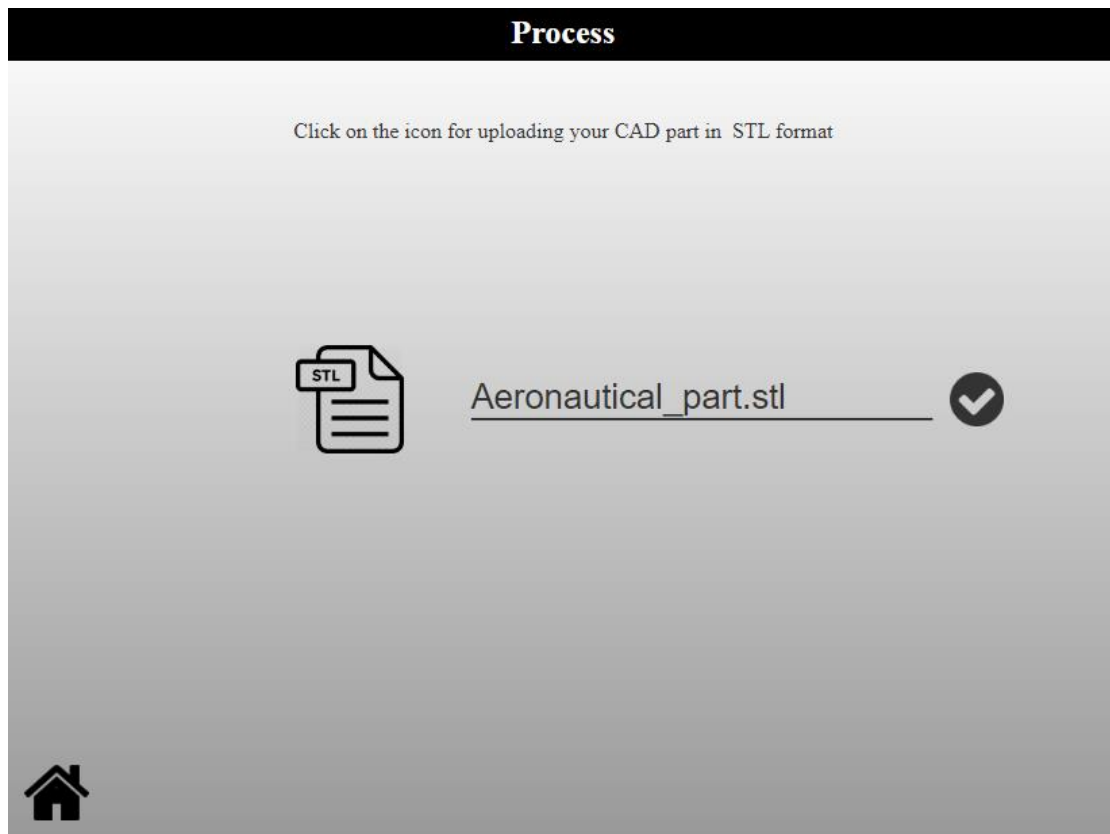 Process
Click on the icon for uploading your CAD part in STL format
STL
Aeronautical_part.stl